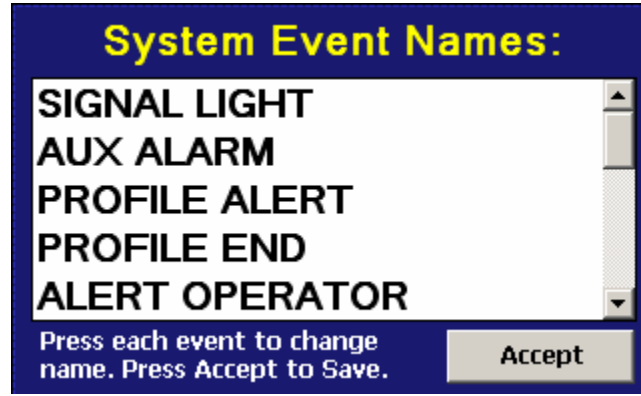 System Event Names:
SIGNAL LIGHT
AUX ALARM
PROFILE ALERT
PROFILE END
ALERT OPERATOR
Press each event to change
name. Press Accept to Save.
Accept